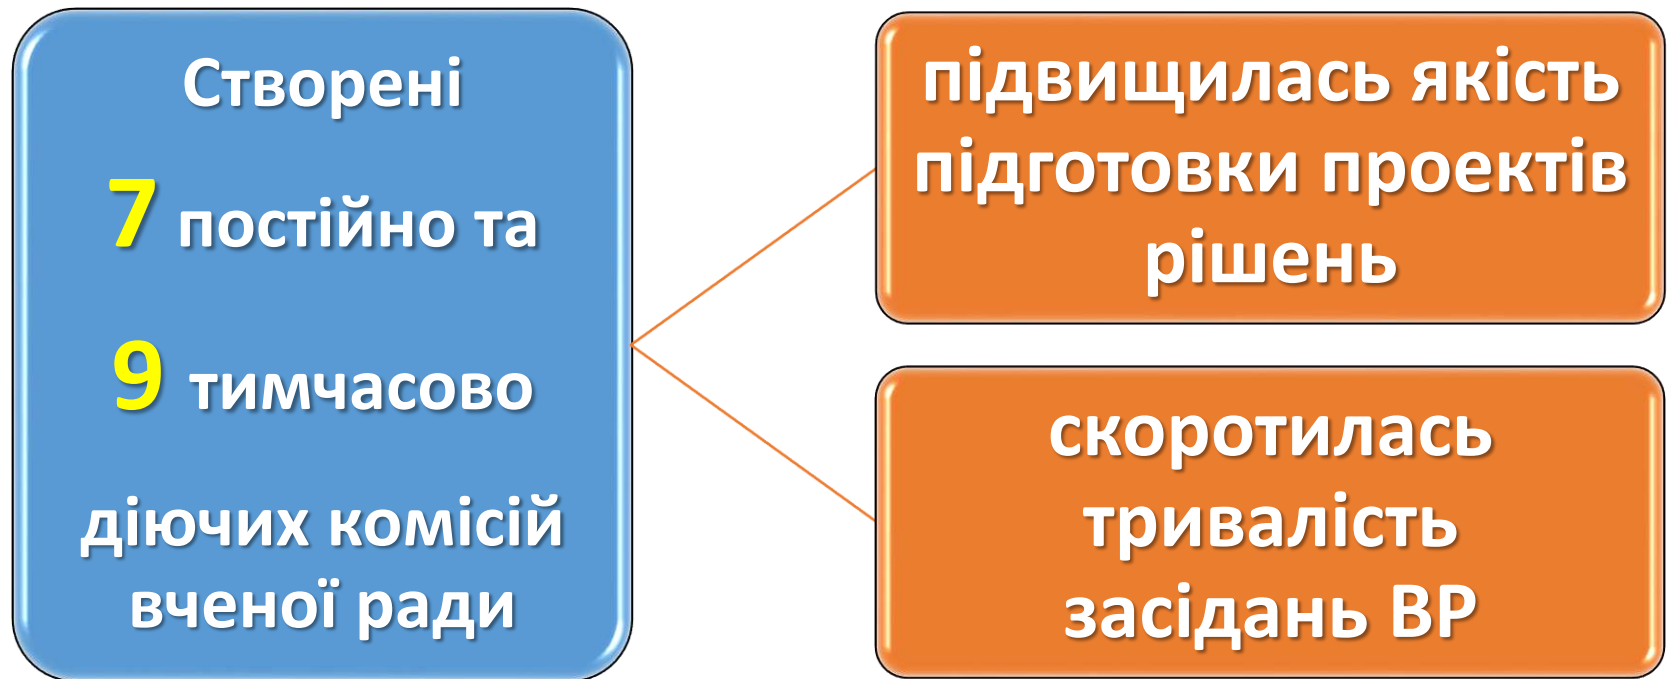 Створені
7 постійно та
9 тимчасово
діючих комісій
вченої ради
підвищилась якість
підготовки проектів
рішень
скоротилась
тривалість
засідань ВР